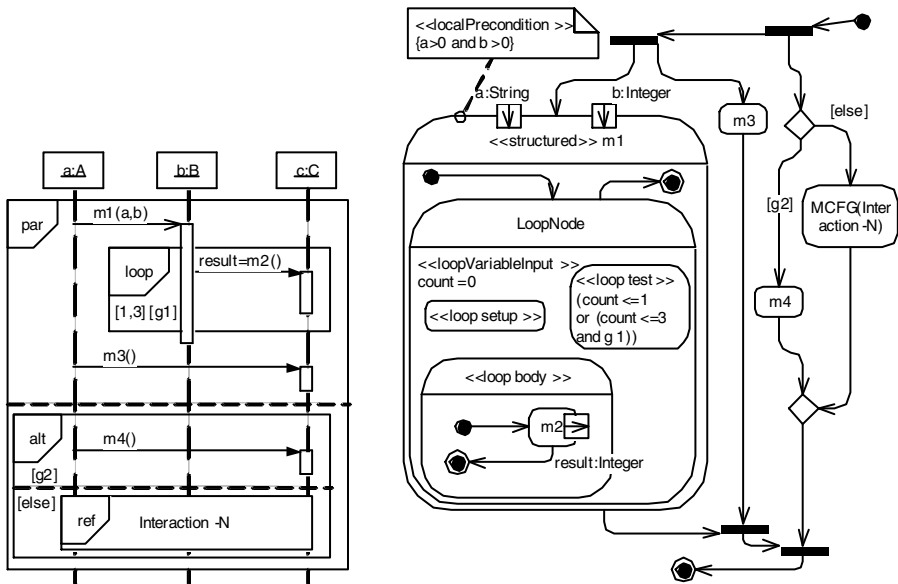 a:A
b:B
c:C
par
m1(a,b)
loop
result=m2()
[1,3] [g1]
m3()
alt
m4()
[g2]
[else]
ref
Interaction -N
<<localPrecondition >>
{a>0 and b >0}
a:String
b:Integer
<<structured>> m1
m3
[else]
[g2]
MCFG(Inter
action -N)
m4
LoopNode
<<loopVariableInput >>
count =0
<<loop setup >>
<<loop test >>
(count <=1
or (count <=3
and g 1))
<<loop body >>
m2
result:Integer